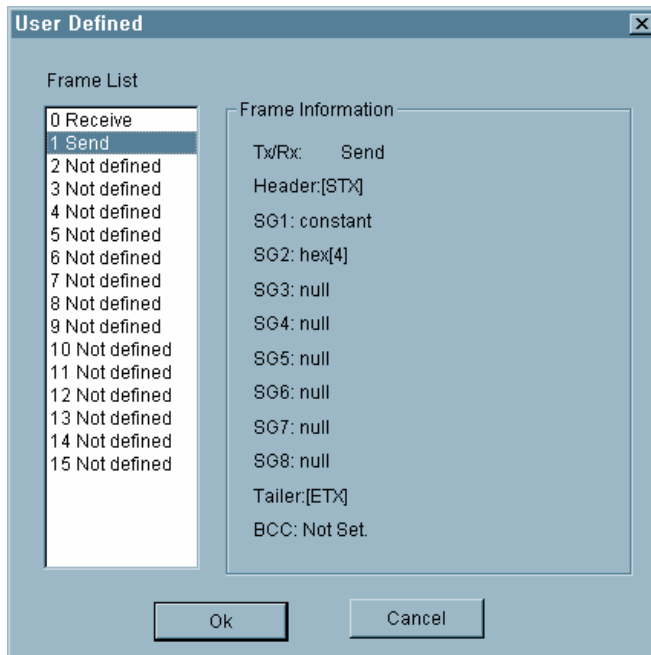 User Defined
Frame List
0 Receive
1 Send
2 Not defined
3 Not defined
4 Not defined
5 Not defined
6 Not defined
7 Not defined
8 Not defined
9 Not defined
10 Not defined
11 Not defined
12 Not defined
13 Not defined
14 Not defined
15 Not defined
Frame Information
Tx/Rx: Send
Header:[STX]
SG1: constant
SG2: hex[4]
SG3: null
SG4: null
SG5: null
SG6: null
SG7: null
SG8: null
Tailer:[ETX]
BCC: Not Set.
Ok
Cancel